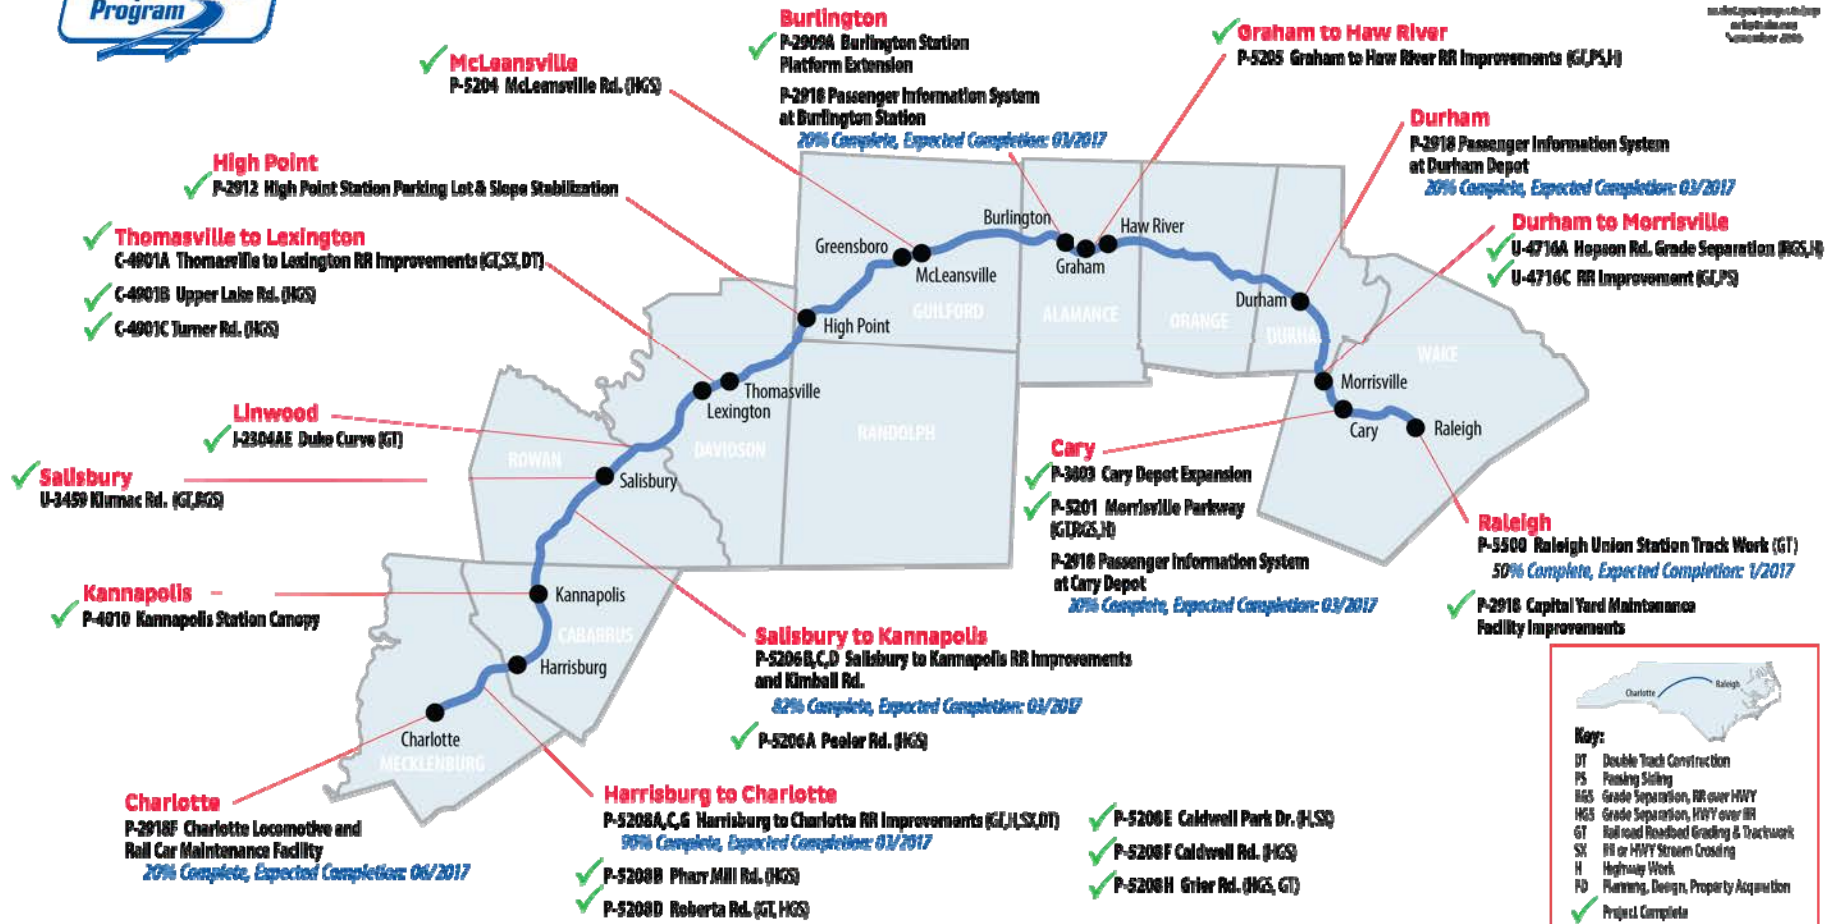 Program
November 2016
Burlington
P-2909A Burlington Station
Platform Extension
P-2918 Passenger Information System
at Burlington Station
20% Complete, Expected Completion: 03/2017
Graham to Haw River
P-5205 Graham to Haw River RR Improvements (GT,PS,H)
McLeansville
P-5204 McLeansville Rd. (HGS)
Durham
P-2918 Passenger Information System
at Durham Depot
20% Complete, Expected Completion: 03/2017
High Point
P-2912 High Point Station Parking Lot & Slope Stabilization
Durham to Morrisville
U-4716A Hopson Rd. Grade Separation (RGS,H)
U-4716C RR Improvement (GT,PS)
Thomasville to Lexington
C-4901A Thomasville to Lexington RR Improvements (GT,SX,DT)
C-4901B Upper Lake Rd. (HGS)
C-4901C Turner Rd. (HGS)
Burlington
Haw River
Greensboro
McLeansville
Graham
Durham
GUILFORD
ALAMANCE
ORANGE
DURHA
WAKE
High Point
Thomasville
Lexington
Morrisville
Cary
Raleigh
RANDOLPH
DAVIDSON
ROWAN
Salisbury
Linwood
I-2304AE Duke Curve (GT)
Salisbury
U-3459 Klumac Rd. (GT,RGS)
Cary
P-3803 Cary Depot Expansion
P-5201 Morrisville Parkway
(GT,RGS,H)
P-2918 Passenger Information System
at Cary Depot
20% Complete, Expected Completion: 03/2017
Raleigh
P-5500 Raleigh Union Station Track Work (GT)
50% Complete, Expected Completion: 1/2017
P-2918 Capital Yard Maintenance
Facility Improvements
Kannapolis
P-4010 Kannapolis Station Canopy
Kannapolis
CABARRUS
Harrisburg
Charlotte
MECKLENBURG
Salisbury to Kannapolis
P-5206B,C,D Salisbury to Kannapolis RR Improvements
and Kimball Rd.
82% Complete, Expected Completion: 03/2017
P-5206A Peeler Rd. (HGS)
Charlotte
P-2918F Charlotte Locomotive and
Rail Car Maintenance Facility
20% Complete, Expected Completion: 06/2017
Harrisburg to Charlotte
P-5208A,C,G Harrisburg to Charlotte RR Improvements (GT,H,SX,DT)
90% Complete, Expected Completion: 03/2017
P-5208B Pharr Mill Rd. (HGS)
P-5208D Roberta Rd. (GT, HGS)
P-5208E Caldwell Park Dr. (H,SX)
P-5208F Caldwell Rd. (HGS)
P-5208H Grier Rd. (HGS, GT)
Charlotte
Raleigh
Key:
DT Double Track Construction
PS Passing Siding
RGS Grade Separation, RR over HWY
HGS Grade Separation, HWY over RR
GT Railroad Roadbed Grading & Trackwork
SX RR or HWY Stream Crossing
H Highway Work
PD Planning, Design, Property Acquisition
Project Complete